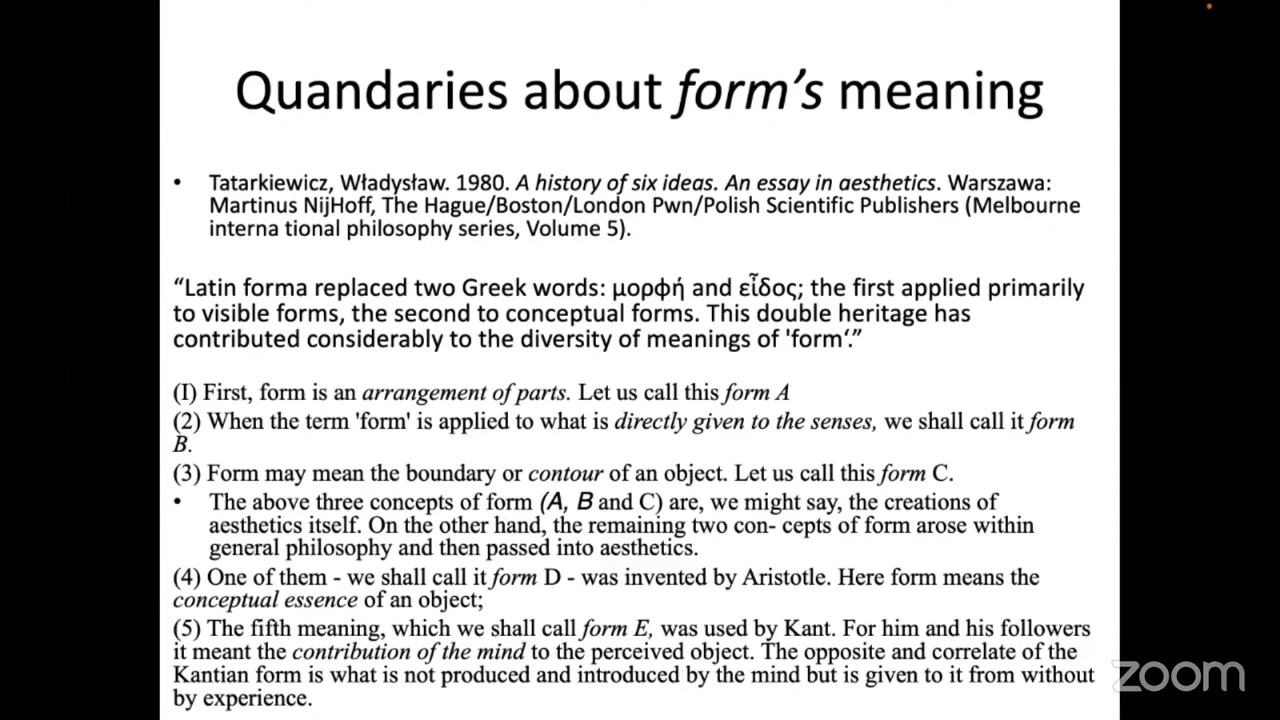 Quandaries about form's meaning
• Tatarkiewicz, Władysław. 1980. A history of six ideas. An essay in aesthetics. Warszawa:
Martinus NijHoff, The Hague/Boston/London Pwn/Polish Scientific Publishers (Melbourne
interna tional philosophy series, Volume 5).
“Latin forma replaced two Greek words: μορφή and εἶδος; the first applied primarily
to visible forms, the second to conceptual forms. This double heritage has
contributed considerably to the diversity of meanings of 'form‘.”
(I) First, form is an arrangement of parts. Let us call this form A
(2) When the term 'form' is applied to what is directly given to the senses, we shall call it form
B.
(3) Form may mean the boundary or contour of an object. Let us call this form C.
• The above three concepts of form (A, B and C) are, we might say, the creations of
aesthetics itself. On the other hand, the remaining two con- cepts of form arose within
general philosophy and then passed into aesthetics.
(4) One of them - we shall call it form D - was invented by Aristotle. Here form means the
conceptual essence of an object;
(5) The fifth meaning, which we shall call form E, was used by Kant. For him and his followers
it meant the contribution of the mind to the perceived object. The opposite and correlate of the
Kantian form is what is not produced and introduced by the mind but is given to it from without
by experience.
zoom